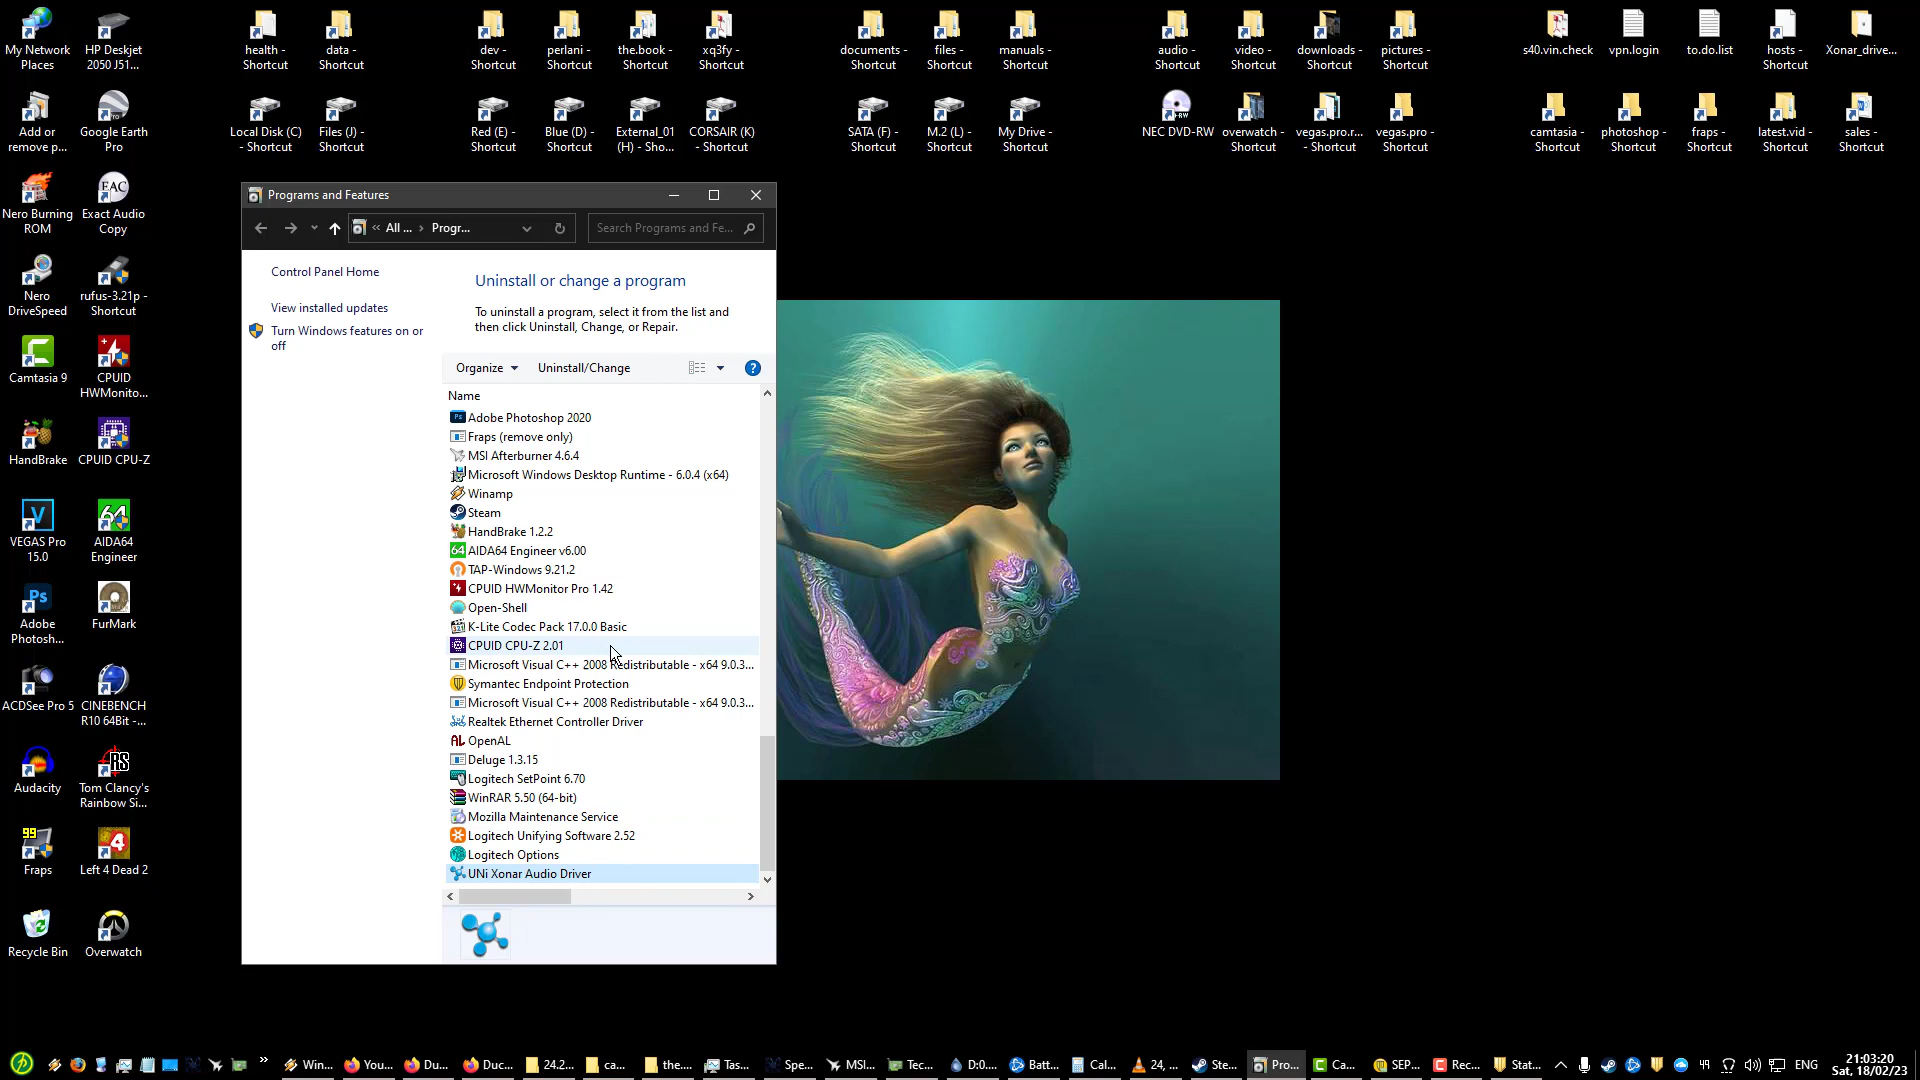 My Network Places
HP Deskjet 2050 J51...
health - Shortcut
data - Shortcut
dev - Shortcut
perlani - Shortcut
the.book - Shortcut
xq3fy - Shortcut
documents - Shortcut
files - Shortcut
manuals - Shortcut
audio - Shortcut
video - Shortcut
downloads - Shortcut
pictures - Shortcut
s40.vin.check
vpn.login
to.do.list
hosts - Shortcut
Xonar_drive...
Add or remove p...
Google Earth Pro
Local Disk (C) - Shortcut
Files (J) - Shortcut
Red (E) - Shortcut
Blue (D) - Shortcut
External_01 (H) - Sho...
CORSAIR (K) - Shortcut
SATA (F) - Shortcut
M.2 (L) - Shortcut
My Drive - Shortcut
NEC DVD-RW
overwatch - Shortcut
vegas.pro.r... - Shortcut
vegas.pro - Shortcut
camtasia - Shortcut
photoshop - Shortcut
fraps - Shortcut
latest.vid - Shortcut
sales - Shortcut
Nero Burning ROM
Exact Audio Copy
Nero DriveSpeed
rufus-3.21p - Shortcut
Camtasia 9
CPUID HWMonito...
HandBrake
CPUID CPU-Z
VEGAS Pro 15.0
AIDA64 Engineer
Adobe Photosh...
FurMark
ACDSee Pro 5
CINEBENCH R10 64Bit -...
Audacity
Tom Clancy's Rainbow Si...
Fraps
Left 4 Dead 2
Recycle Bin
Overwatch
Programs and Features
« All ... › Progr...
Search Programs and Fe...
Control Panel Home
View installed updates
Turn Windows features on or
off
Uninstall or change a program
To uninstall a program, select it from the list and
then click Uninstall, Change, or Repair.
Organize Uninstall/Change
Name
Adobe Photoshop 2020
Fraps (remove only)
MSI Afterburner 4.6.4
Microsoft Windows Desktop Runtime - 6.0.4 (x64)
Winamp
Steam
HandBrake 1.2.2
AIDA64 Engineer v6.00
TAP-Windows 9.21.2
CPUID HWMonitor Pro 1.42
Open-Shell
K-Lite Codec Pack 17.0.0 Basic
CPUID CPU-Z 2.01
Microsoft Visual C++ 2008 Redistributable - x64 9.0.3...
Symantec Endpoint Protection
Microsoft Visual C++ 2008 Redistributable - x64 9.0.3...
Realtek Ethernet Controller Driver
OpenAL
Deluge 1.3.15
Logitech SetPoint 6.70
WinRAR 5.50 (64-bit)
Mozilla Maintenance Service
Logitech Unifying Software 2.52
Logitech Options
UNi Xonar Audio Driver
Win... You... Du... Duc... 24.2... ca... the.... Tas... Spe... MSI... Tec... D:0... Batt... Cal... 24, ... Ste... Pro... Ca... SEP... Rec... Stat... ENG
21:03:20
Sat, 18/02/23